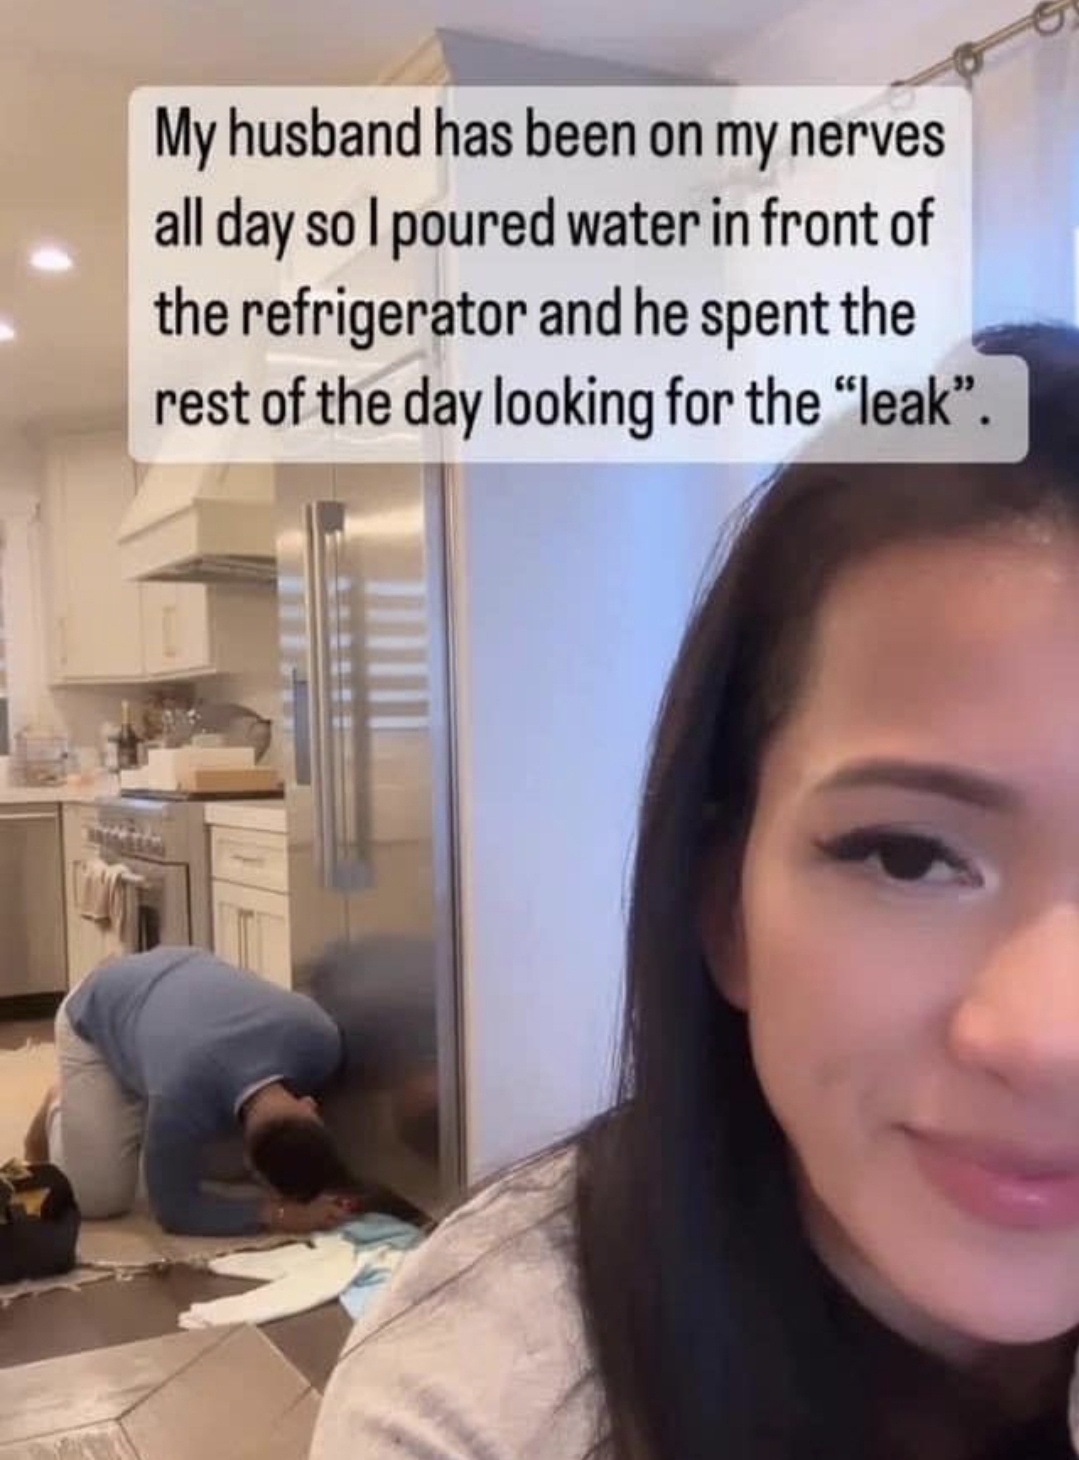 My husband has been on my nerves
all day so I poured water in front of
the refrigerator and he spent the
rest of the day looking for the “leak”.